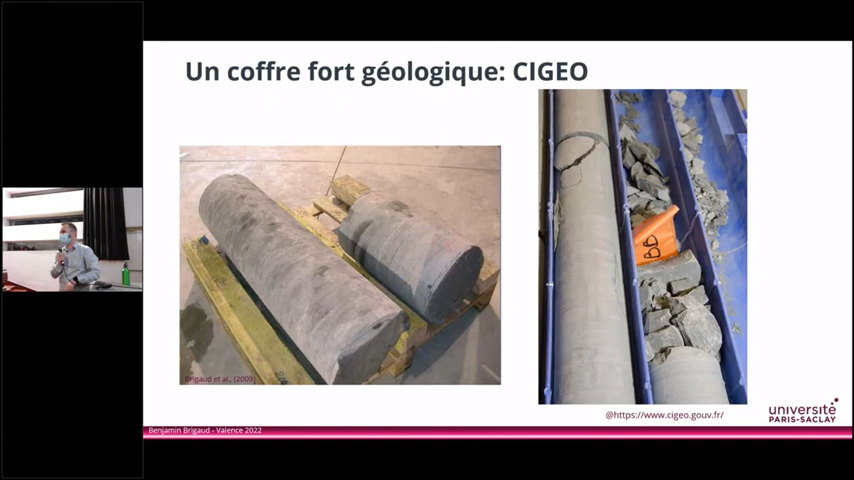 Un coffre fort géologique: CIGEO
BD
Brigaud et al., (2009)
@https://www.cigeo.gouv.fr/
université
PARIS-SACLAY
Benjamin Brigaud - Valence 2022